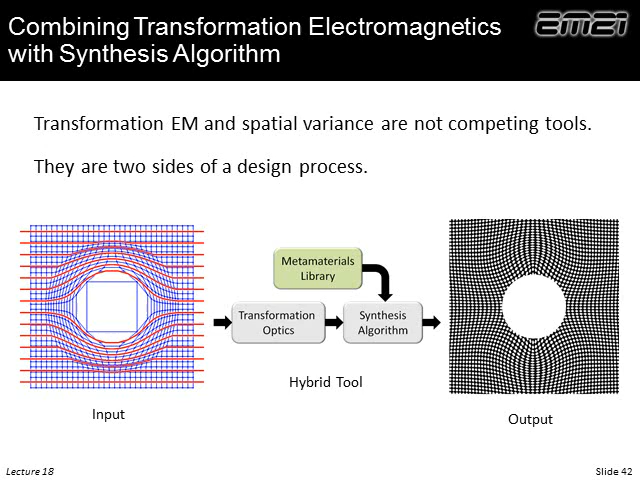 Combining Transformation Electromagnetics
with Synthesis Algorithm
EM21
Transformation EM and spatial variance are not competing tools.
They are two sides of a design process.
Metamaterials
Library
Transformation
Optics
Synthesis
Algorithm
Hybrid Tool
Input
Output
Lecture 18
Slide 42